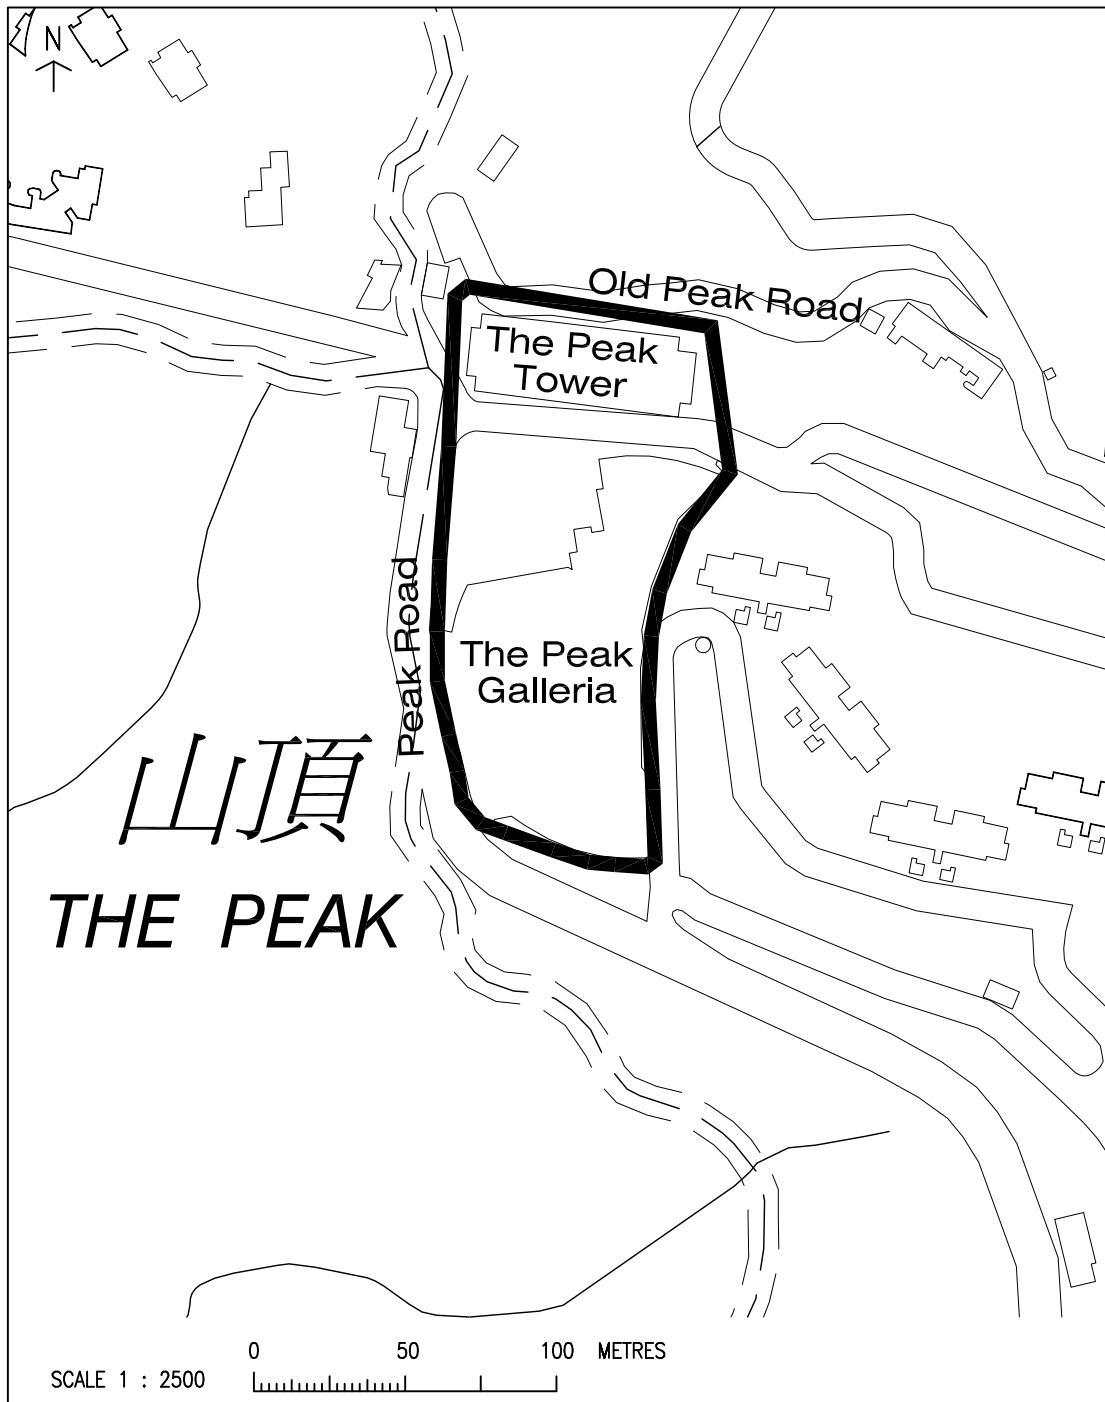 N
Old Peak Road
The Peak
Tower
Peak Road
The Peak
Galleria
山頂
THE PEAK
0 50 100 METRES
SCALE 1 : 2500